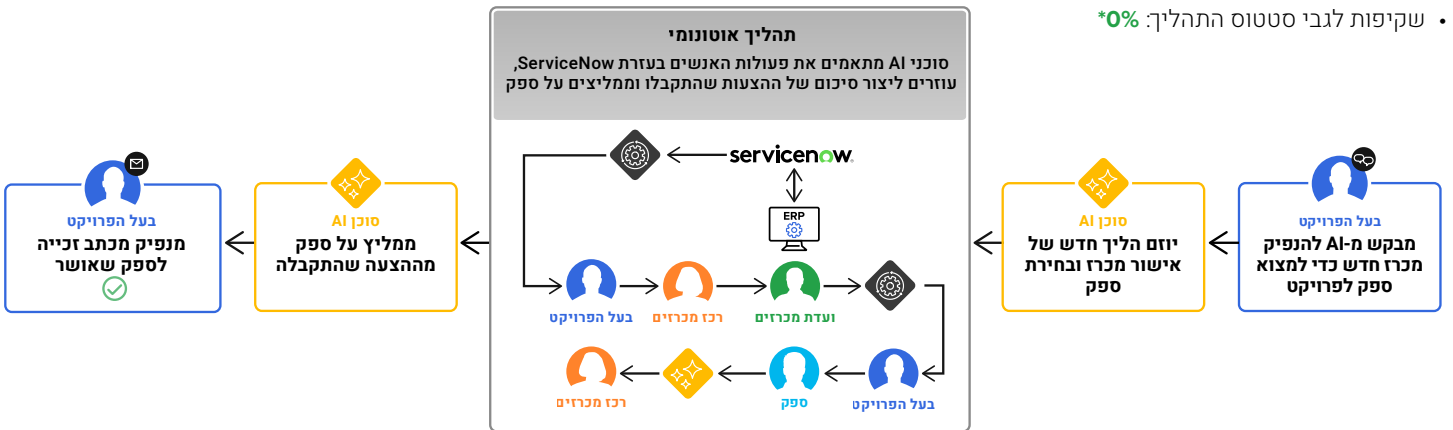 • שקיפות לגבי סטטוס התהליך: 0%*
תהליך אוטונומי
סוכני AI מתאמים את פעולות האנשים בעזרת ServiceNow,
עוזרים ליצור סיכום של ההצעות שהתקבלו וממליצים על ספק
בעל הפרויקט
מבקש מ-AI להנפיק
מכרז חדש כדי למצוא
ספק לפרויקט
סוכן AI
יוזם הליך חדש של
אישור מכרז ובחירת
ספק
servicenow.
ERP
בעל הפרויקט
רכז מכרזים
ועדת מכרזים
בעל הפרויקט
ספק
רכז מכרזים
סוכן AI
ממליץ על ספק
מההצעה שהתקבלה
בעל הפרויקט
מנפיק מכתב זכייה
לספק שאושר